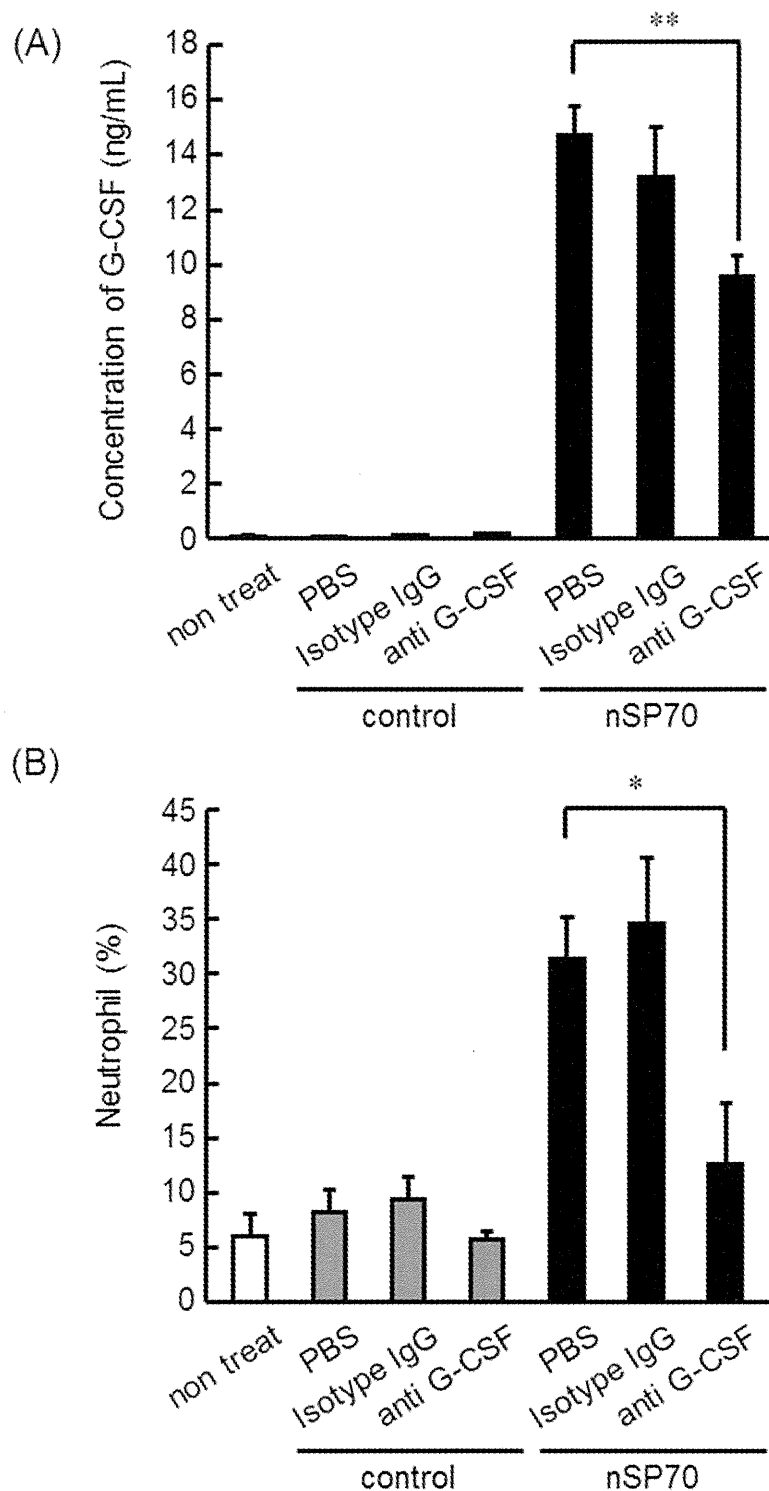 (A)
**
Concentration of G-CSF (ng/mL)
18
16
14
12
10
8
6
4
2
0
non treat
PBS
Isotype IgG
anti G-CSF
PBS
Isotype IgG
anti G-CSF
control
nSP70
(B)
*
Neutrophil (%)
45
40
35
30
25
20
15
10
5
0
non treat
PBS
Isotype IgG
anti G-CSF
PBS
Isotype IgG
anti G-CSF
control
nSP70